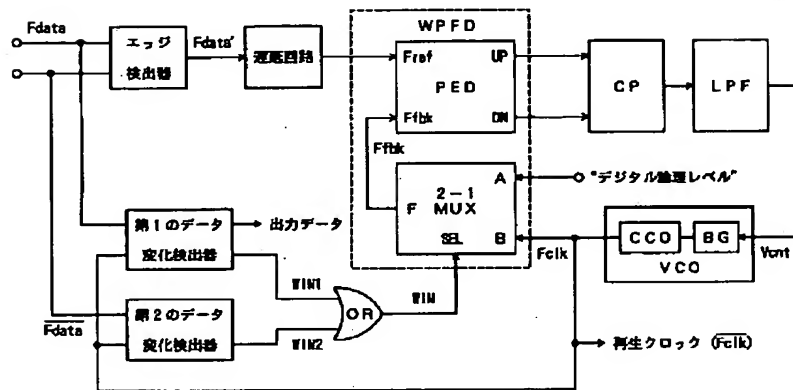 WPFD
Fdata
エッジ
検出器
Fdata'
遅延回路
Fref
UP
PED
Ffbk
DN
CP
LPF
Ffbk
2-1
MUX
A
F
SEL
B
"デジタル論理レベル"
第1のデータ
変化検出器
出力データ
Fclk
CCO
BG
VCO
Vcnt
WIN1
OR
WIN
Fdata
第2のデータ
変化検出器
WIN2
再生クロック (Fclk)